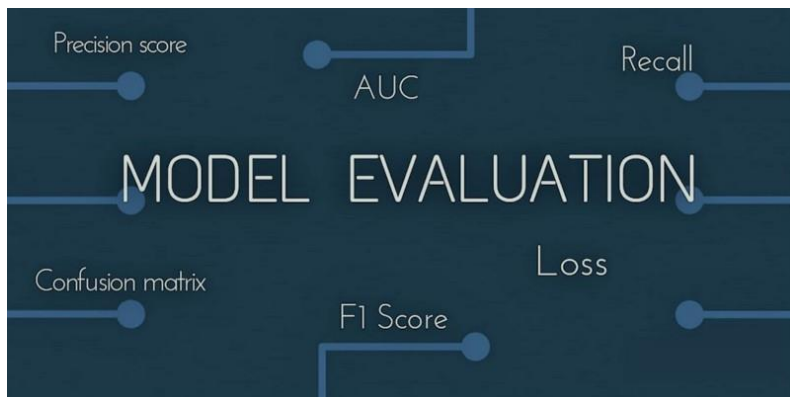 Precision score
AUC
Recall
MODEL EVALUATION
Loss
Confusion matrix
F1 Score